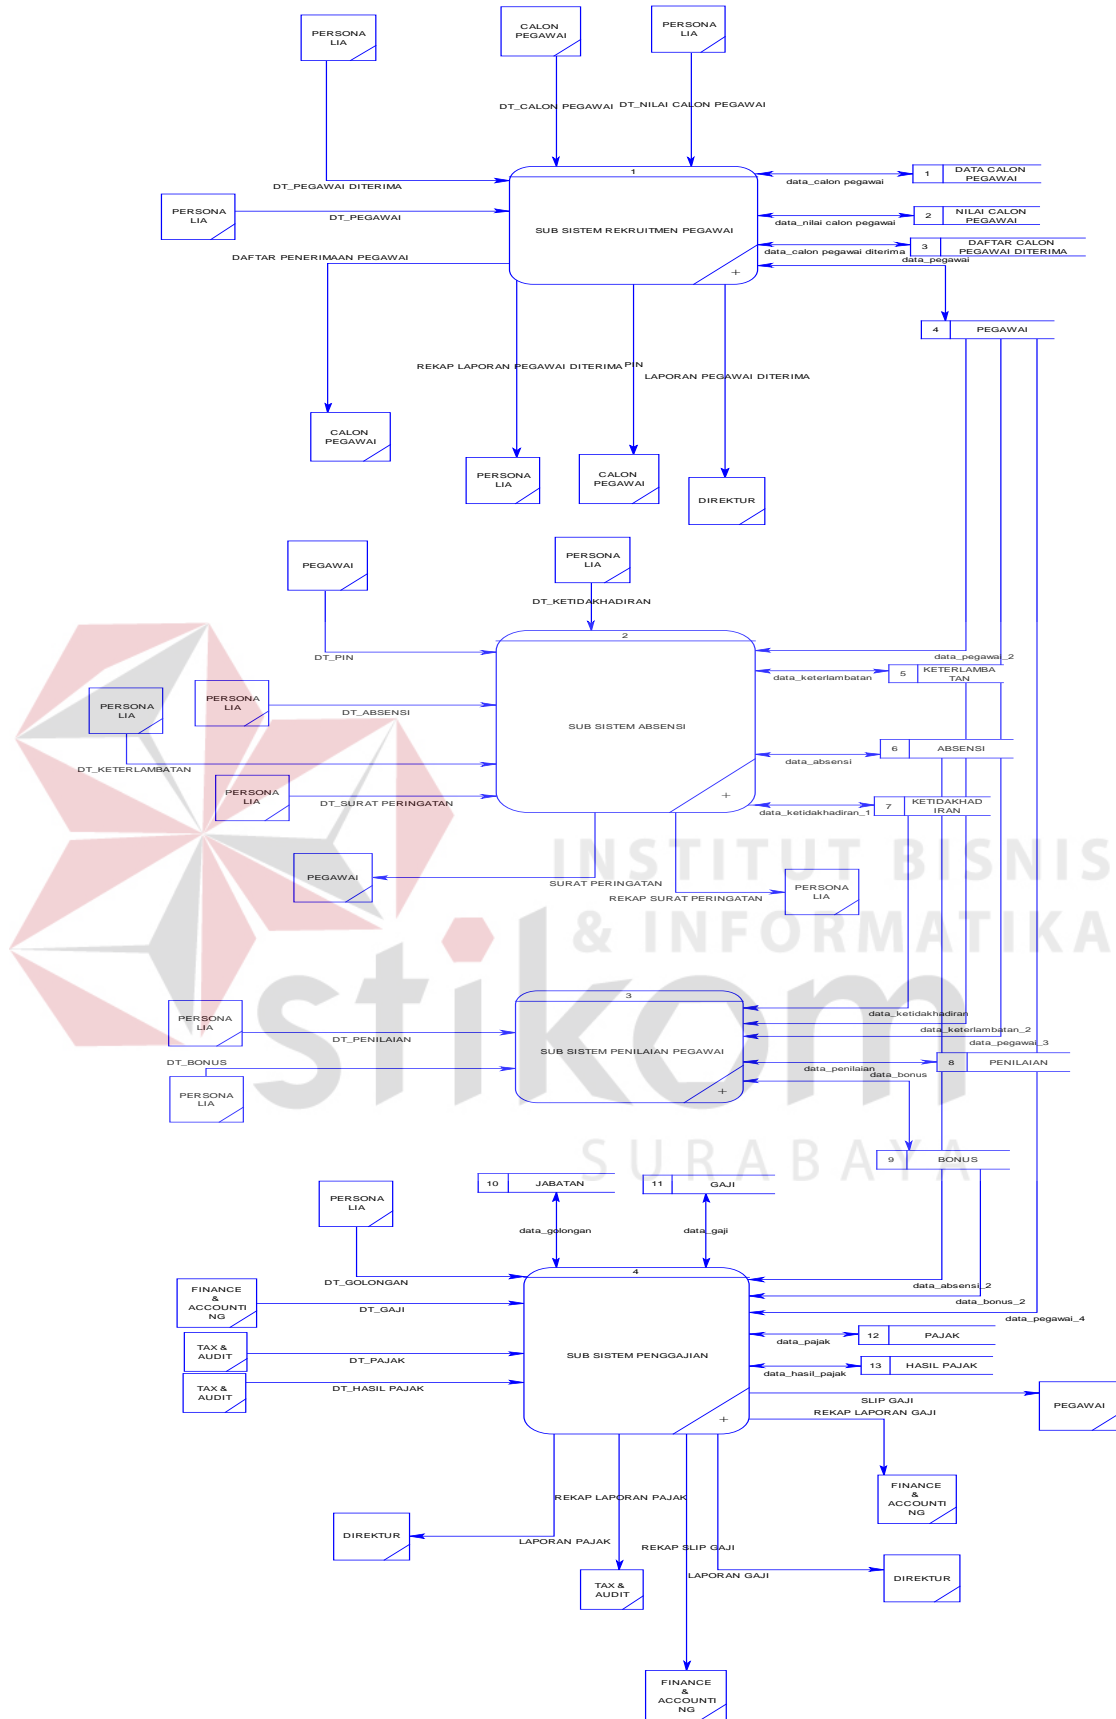 PERSONA
LIA
CALON
PEGAWAI
PERSONA
LIA
DT_CALON PEGAWAI
DT_NILAI CALON PEGAWAI
DT_PEGAWAI DITERIMA
1
SUB SISTEM REKRUITMEN PEGAWAI
+
data_calon pegawai
1
DATA CALON
PEGAWAI
PERSONA
LIA
DT_PEGAWAI
data_nilai calon pegawai
2
NILAI CALON
PEGAWAI
data_calon pegawai diterima
3
DAFTAR CALON
PEGAWAI DITERIMA
DAFTAR PENERIMAAN PEGAWAI
data_pegawai
4
PEGAWAI
REKAP LAPORAN PEGAWAI DITERIMA
PIN
LAPORAN PEGAWAI DITERIMA
CALON
PEGAWAI
PERSONA
LIA
CALON
PEGAWAI
DIREKTUR
PEGAWAI
PERSONA
LIA
DT_KETIDAKHADIRAN
DT_PIN
2
SUB SISTEM ABSENSI
+
data_pegawai_2
data_keterlambatan
5
KETERLAMBA
TAN
PERSONA
LIA
PERSONA
LIA
DT_ABSENSI
DT_KETERLAMBATAN
data_absensi
6
ABSENSI
PERSONA
LIA
DT_SURAT PERINGATAN
data_ketidakhadiran_1
7
KETIDAKHAD
IRAN
PEGAWAI
SURAT PERINGATAN
REKAP SURAT PERINGATAN
PERSONA
LIA
INSTITUT BISNIS
& INFORMATIKA
stikom
SURABAYA
3
SUB SISTEM PENILAIAN PEGAWAI
+
PERSONA
LIA
DT_PENILAIAN
DT_BONUS
PERSONA
LIA
data_ketidakhadiran
data_keterlambatan_2
data_pegawai_3
data_penilaian
8
PENILAIAN
data_bonus
9
BONUS
10
JABATAN
11
GAJI
PERSONA
LIA
data_golongan
data_gaji
DT_GOLONGAN
4
SUB SISTEM PENGGAJIAN
+
data_absensi_2
data_bonus_2
data_pegawai_4
FINANCE
&
ACCOUNTI
NG
DT_GAJI
TAX &
AUDIT
DT_PAJAK
data_pajak
12
PAJAK
TAX &
AUDIT
DT_HASIL PAJAK
data_hasil_pajak
13
HASIL PAJAK
SLIP GAJI
PEGAWAI
REKAP LAPORAN GAJI
FINANCE
&
ACCOUNTI
NG
REKAP LAPORAN PAJAK
DIREKTUR
LAPORAN PAJAK
REKAP SLIP GAJI
LAPORAN GAJI
TAX &
AUDIT
DIREKTUR
FINANCE
&
ACCOUNTI
NG